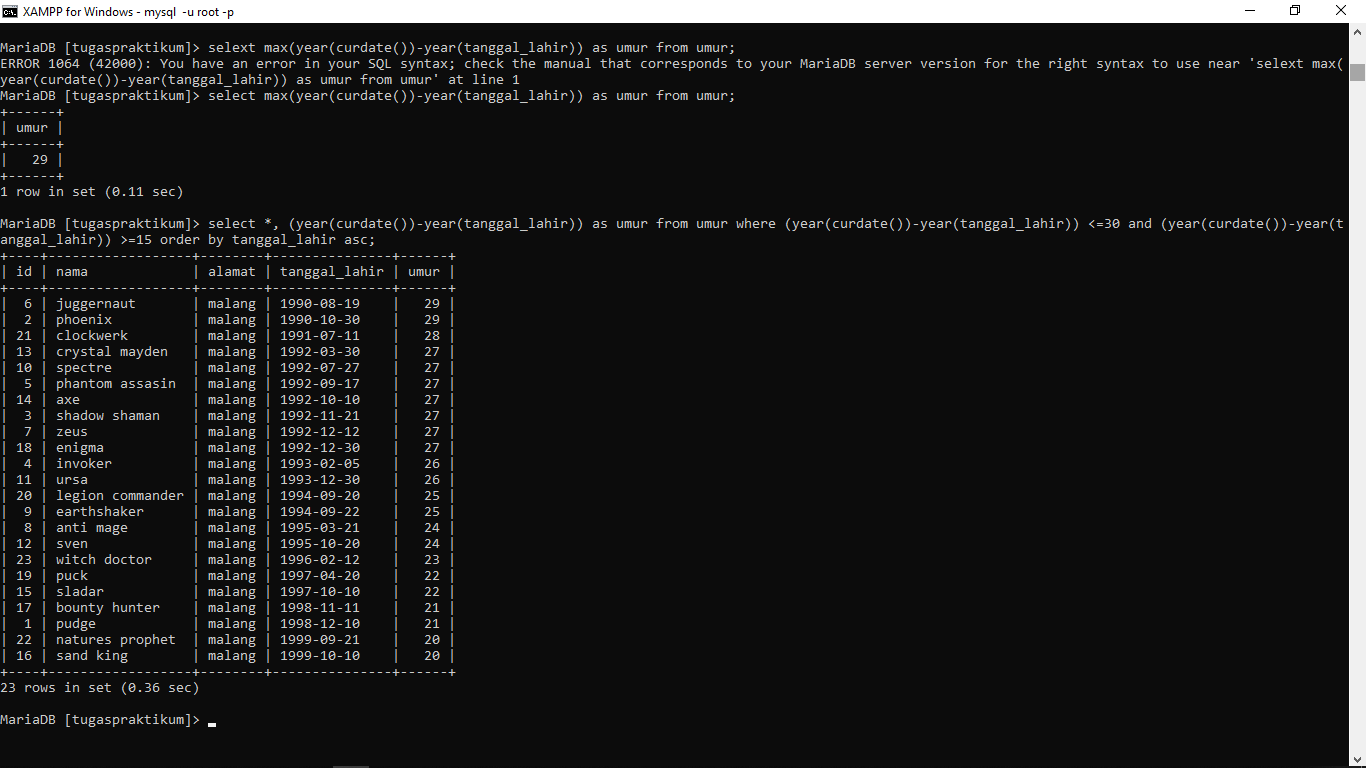 XAMPP for Windows - mysql  -u root -p
MariaDB [tugaspraktikum]> selext max(year(curdate())-year(tanggal_lahir)) as umur from umur;
ERROR 1064 (42000): You have an error in your SQL syntax; check the manual that corresponds to your MariaDB server version for the right syntax to use near 'selext max(
year(curdate())-year(tanggal_lahir)) as umur from umur' at line 1
MariaDB [tugaspraktikum]> select max(year(curdate())-year(tanggal_lahir)) as umur from umur;
+------+
| umur |
+------+
|   29 |
+------+
1 row in set (0.11 sec)
MariaDB [tugaspraktikum]> select *, (year(curdate())-year(tanggal_lahir)) as umur from umur where (year(curdate())-year(tanggal_lahir)) <=30 and (year(curdate())-year(t
anggal_lahir)) >=15 order by tanggal_lahir asc;
+----+------------------+--------+---------------+------+
| id | nama             | alamat | tanggal_lahir | umur |
+----+------------------+--------+---------------+------+
|  6 | juggernaut       | malang | 1990-08-19    |   29 |
|  2 | phoenix          | malang | 1990-10-30    |   29 |
| 21 | clockwerk        | malang | 1991-07-11    |   28 |
| 13 | crystal mayden   | malang | 1992-03-30    |   27 |
| 10 | spectre          | malang | 1992-07-27    |   27 |
|  5 | phantom assasin  | malang | 1992-09-17    |   27 |
| 14 | axe              | malang | 1992-10-10    |   27 |
|  3 | shadow shaman    | malang | 1992-11-21    |   27 |
|  7 | zeus             | malang | 1992-12-12    |   27 |
| 18 | enigma           | malang | 1992-12-30    |   27 |
|  4 | invoker          | malang | 1993-02-05    |   26 |
| 11 | ursa             | malang | 1993-12-30    |   26 |
| 20 | legion commander | malang | 1994-09-20    |   25 |
|  9 | earthshaker      | malang | 1994-09-22    |   25 |
|  8 | anti mage        | malang | 1995-03-21    |   24 |
| 12 | sven             | malang | 1995-10-20    |   24 |
| 23 | witch doctor     | malang | 1996-02-12    |   23 |
| 19 | puck             | malang | 1997-04-20    |   22 |
| 15 | sladar           | malang | 1997-10-10    |   22 |
| 17 | bounty hunter    | malang | 1998-11-11    |   21 |
|  1 | pudge            | malang | 1998-12-10    |   21 |
| 22 | natures prophet  | malang | 1999-09-21    |   20 |
| 16 | sand king        | malang | 1999-10-10    |   20 |
+----+------------------+--------+---------------+------+
23 rows in set (0.36 sec)
MariaDB [tugaspraktikum]> _